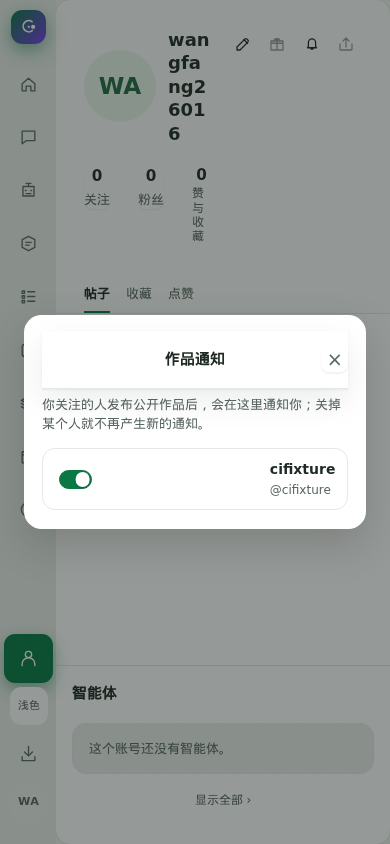 wan
gfa
ng2
601
6
WA
0
关注
0
粉丝
0
赞
与
收
藏
帖子
收藏
点赞
作品通知
你关注的人发布公开作品后，会在这里通知你；关掉
某个人就不再产生新的通知。
cifixture
@cifixture
浅色
WA
智能体
这个账号还没有智能体。
显示全部 ›